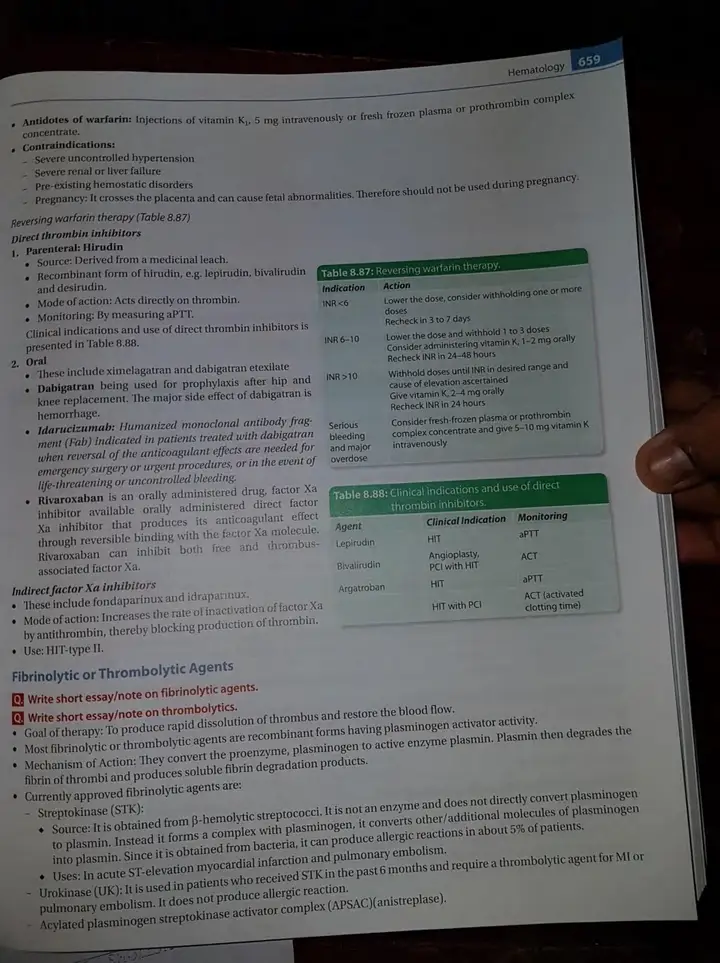 Hematology 659
• Antidotes of warfarin: Injections of vitamin K1, 5 mg intravenously or fresh frozen plasma or prothrombin complex
concentrate.
• Contraindications:
– Severe uncontrolled hypertension
– Severe renal or liver failure
– Pre-existing hemostatic disorders
– Pregnancy: It crosses the placenta and can cause fetal abnormalities. Therefore should not be used during pregnancy.
Reversing warfarin therapy (Table 8.87)
Direct thrombin inhibitors
1. Parenteral: Hirudin
• Source: Derived from a medicinal leach.
• Recombinant form of hirudin, e.g. lepirudin, bivalirudin
and desirudin.
• Mode of action: Acts directly on thrombin.
• Monitoring: By measuring aPTT.
Clinical indications and use of direct thrombin inhibitors is
presented in Table 8.88.
2. Oral
• These include ximelagatran and dabigatran etexilate
• Dabigatran being used for prophylaxis after hip and
knee replacement. The major side effect of dabigatran is
hemorrhage.
• Idarucizumab: Humanized monoclonal antibody frag-
ment (Fab) indicated in patients treated with dabigatran
when reversal of the anticoagulant effects are needed for
emergency surgery or urgent procedures, or in the event of
life-threatening or uncontrolled bleeding.
• Rivaroxaban is an orally administered drug, factor Xa
inhibitor available orally administered direct factor
Xa inhibitor that produces its anticoagulant effect
through reversible binding with the factor Xa molecule.
Rivaroxaban can inhibit both free and thrombus-
associated factor Xa.
Indirect factor Xa inhibitors
• These include fondaparinux and idraparinux.
• Mode of action: Increases the rate of inactivation of factor Xa
by antithrombin, thereby blocking production of thrombin.
• Use: HIT-type II.
Table 8.87: Reversing warfarin therapy.
Indication Action
INR <6 Lower the dose, consider withholding one or more
doses
Recheck in 3 to 7 days
INR 6–10 Lower the dose and withhold 1 to 3 doses
Consider administering vitamin K, 1–2 mg orally
Recheck INR in 24–48 hours
INR >10 Withhold doses until INR in desired range and
cause of elevation ascertained
Give vitamin K, 2–4 mg orally
Recheck INR in 24 hours
Serious Consider fresh-frozen plasma or prothrombin
bleeding complex concentrate and give 5–10 mg vitamin K
and major intravenously
overdose
Table 8.88: Clinical indications and use of direct
thrombin inhibitors.
Agent Clinical Indication Monitoring
Lepirudin HIT aPTT
Bivalirudin Angioplasty, ACT
PCI with HIT
Argatroban HIT aPTT
HIT with PCI ACT (activated
clotting time)
Fibrinolytic or Thrombolytic Agents
Q. Write short essay/note on fibrinolytic agents.
Q. Write short essay/note on thrombolytics.
• Goal of therapy: To produce rapid dissolution of thrombus and restore the blood flow.
• Most fibrinolytic or thrombolytic agents are recombinant forms having plasminogen activator activity.
• Mechanism of Action: They convert the proenzyme, plasminogen to active enzyme plasmin. Plasmin then degrades the
fibrin of thrombi and produces soluble fibrin degradation products.
• Currently approved fibrinolytic agents are:
– Streptokinase (STK):
◆ Source: It is obtained from β-hemolytic streptococci. It is not an enzyme and does not directly convert plasminogen
to plasmin. Instead it forms a complex with plasminogen, it converts other/additional molecules of plasminogen
into plasmin. Since it is obtained from bacteria, it can produce allergic reactions in about 5% of patients.
◆ Uses: In acute ST-elevation myocardial infarction and pulmonary embolism.
– Urokinase (UK): It is used in patients who received STK in the past 6 months and require a thrombolytic agent for MI or
pulmonary embolism. It does not produce allergic reaction.
– Acylated plasminogen streptokinase activator complex (APSAC)(anistreplase).